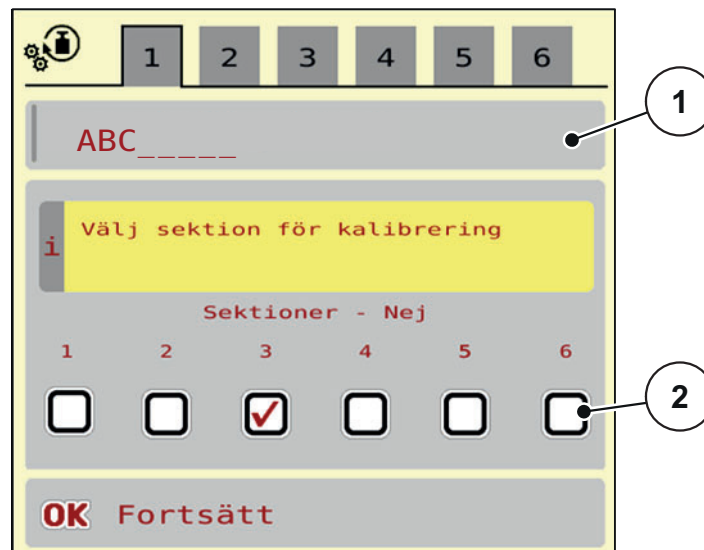 1 2 3 4 5 6
1
ABC_____
i Välj sektion för kalibrering
Sektioner - Nej
1 2 3 4 5 6
2
OK Fortsätt